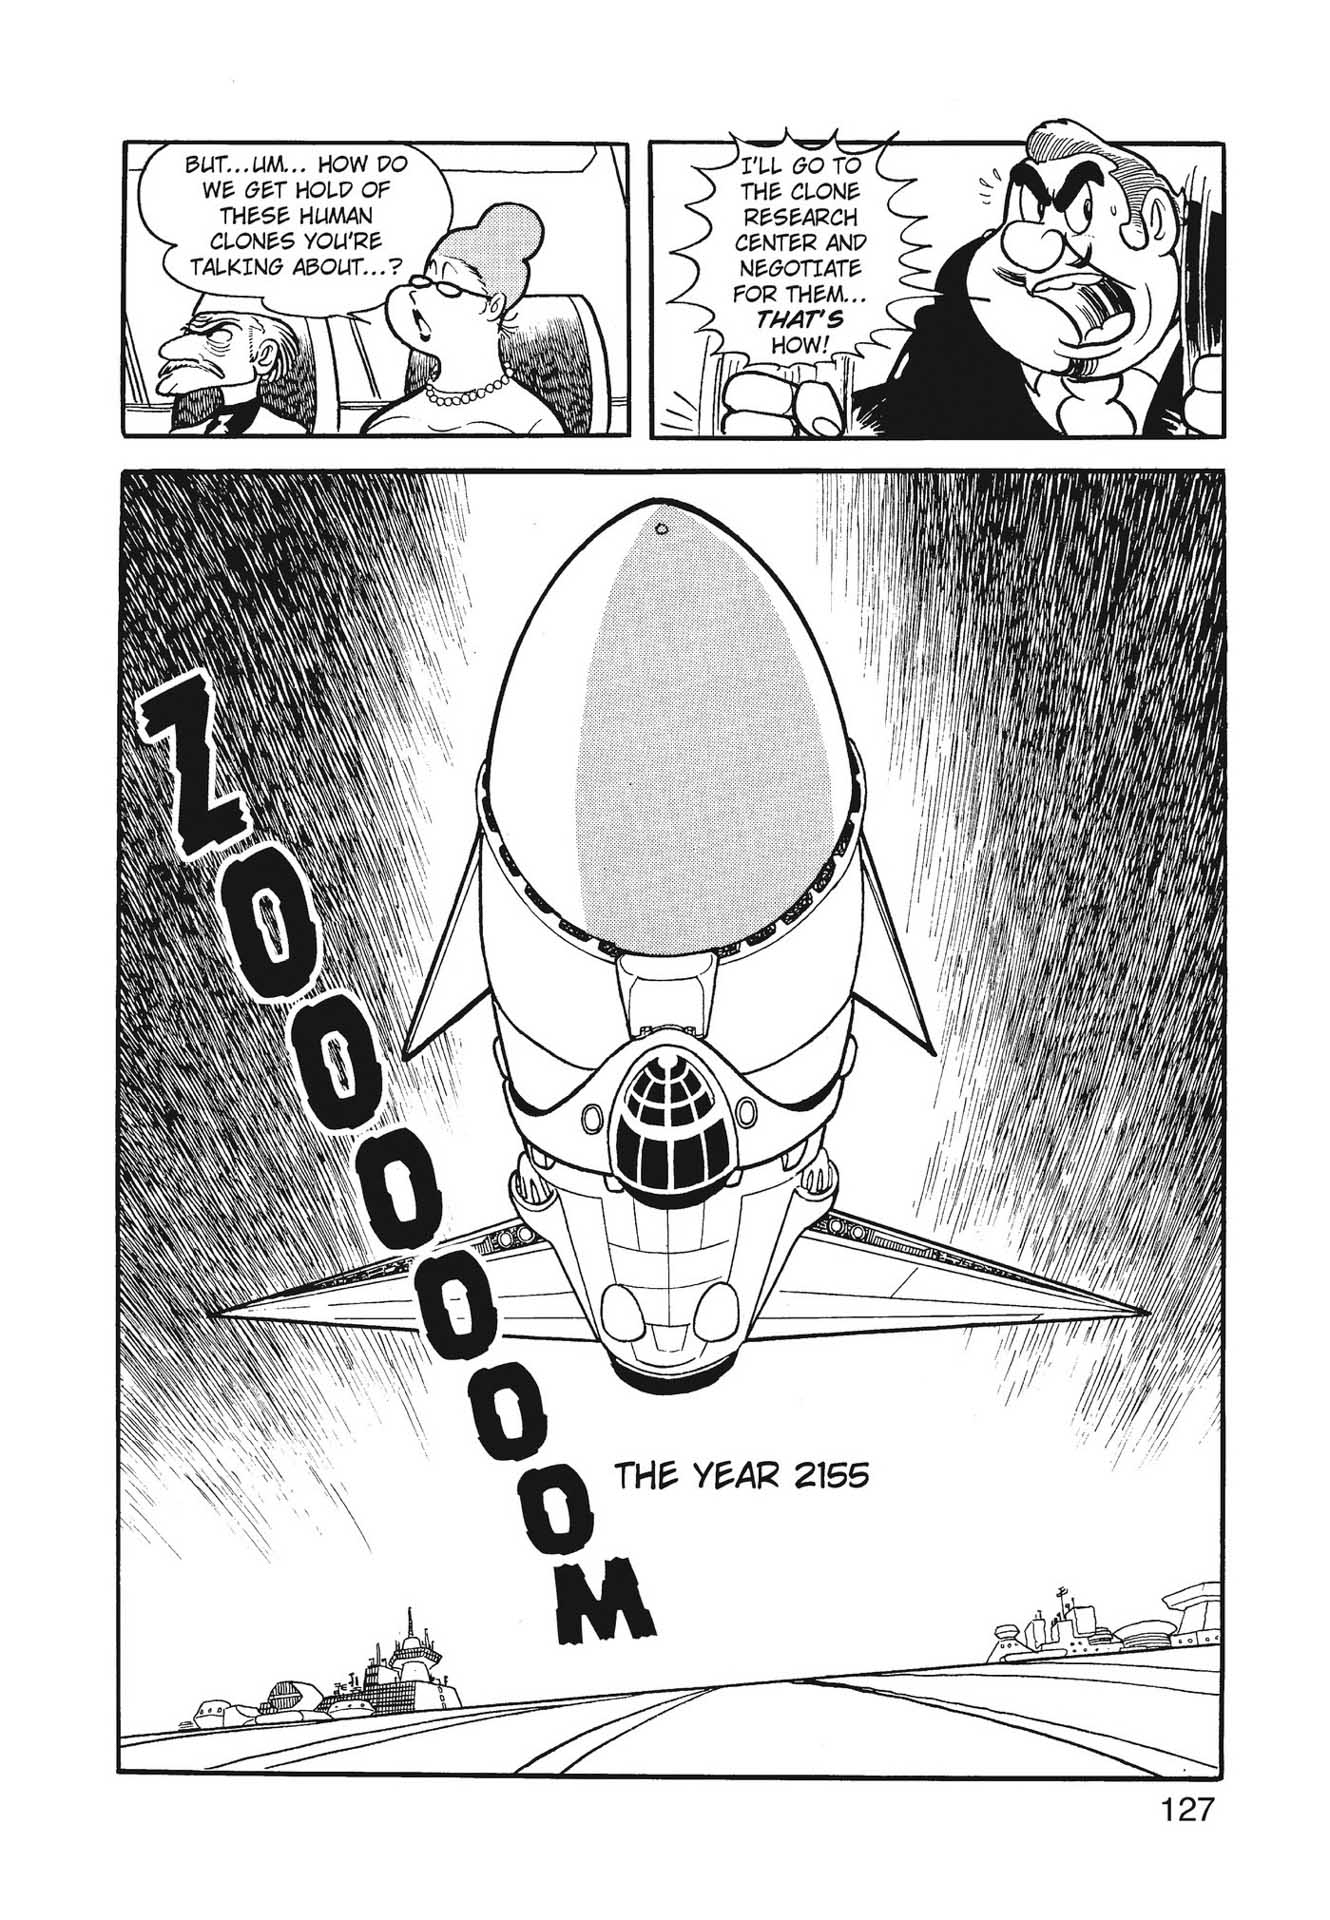 BUT...UM... HOW DO
WE GET HOLD OF
THESE HUMAN
CLONES YOU'RE
TALKING ABOUT...?
I'LL GO TO
THE CLONE
RESEARCH
CENTER AND
NEGOTIATE
FOR THEM...
THAT'S
HOW!
ZOOOOOOM
THE YEAR 2155
127